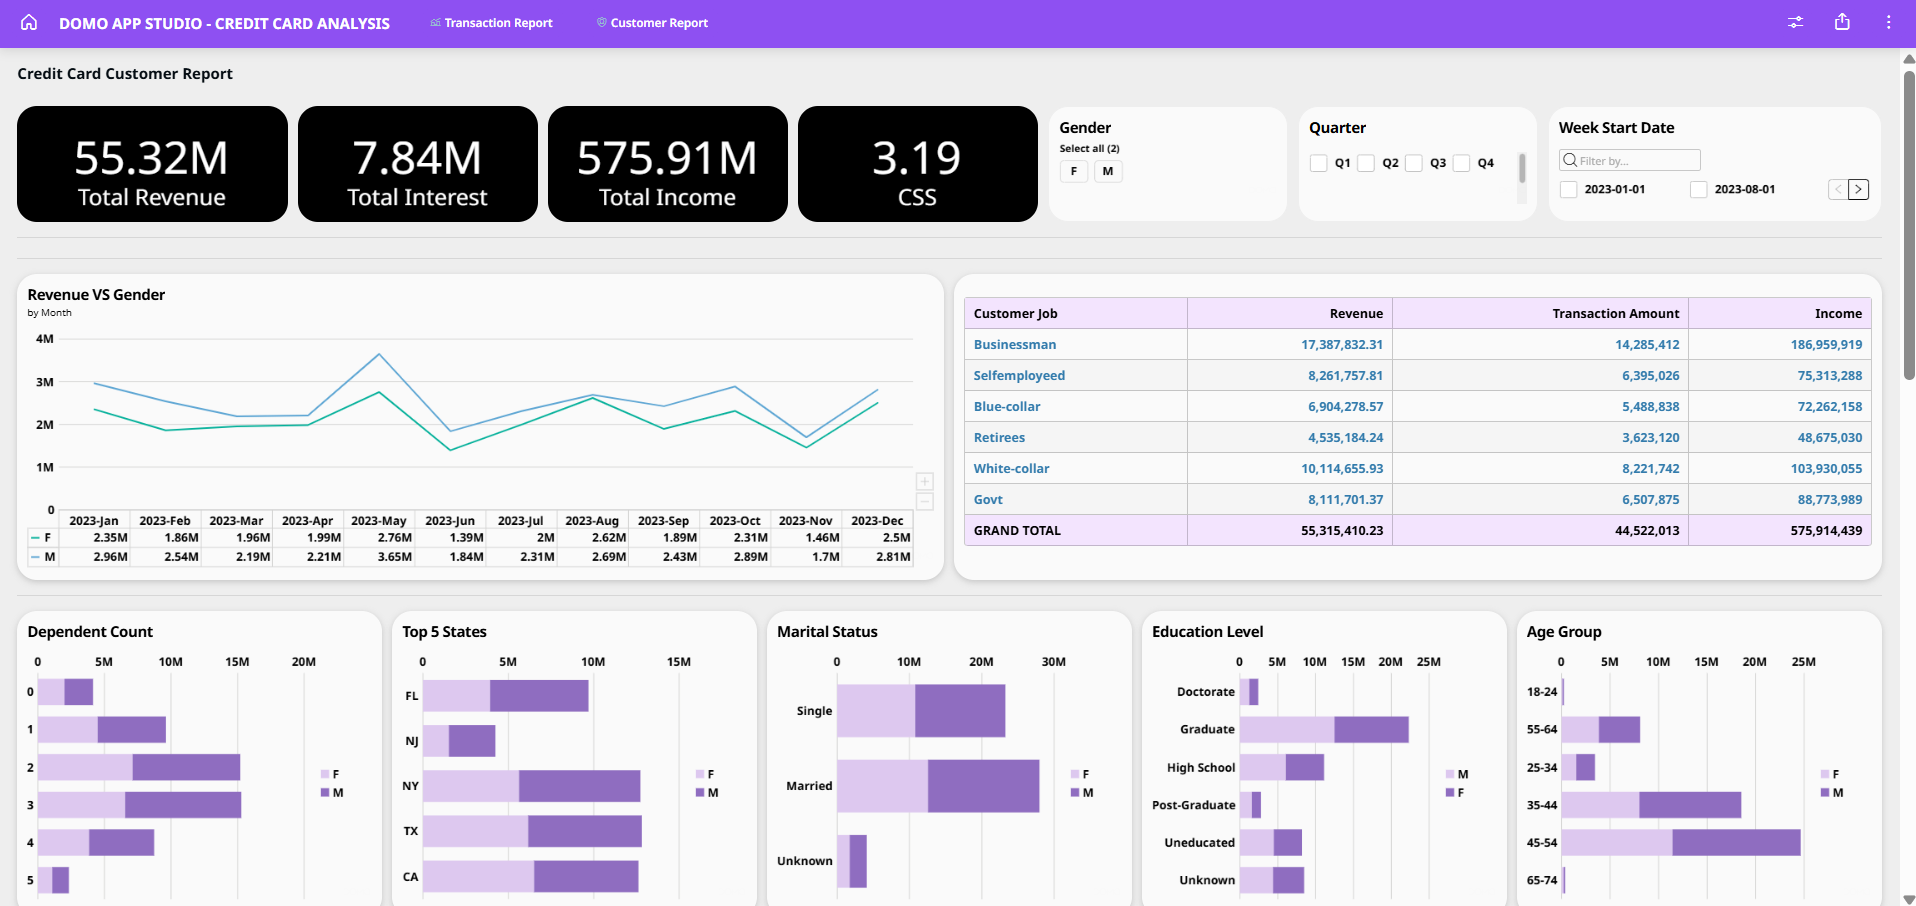 DOMO APP STUDIO - CREDIT CARD ANALYSIS
Transaction Report
Customer Report
Credit Card Customer Report
55.32M
Total Revenue
7.84M
Total Interest
575.91M
Total Income
3.19
CSS
Gender
Select all (2)
F M
Quarter
Q1 Q2 Q3 Q4
Week Start Date
Filter by...
2023-01-01 2023-08-01
Revenue VS Gender
by Month
4M
3M
2M
1M
0
2023-Jan 2023-Feb 2023-Mar 2023-Apr 2023-May 2023-Jun 2023-Jul 2023-Aug 2023-Sep 2023-Oct 2023-Nov 2023-Dec
F 2.35M 1.86M 1.96M 1.99M 2.76M 1.39M 2M 2.62M 1.89M 2.31M 1.46M 2.5M
M 2.96M 2.54M 2.19M 2.21M 3.65M 1.84M 2.31M 2.69M 2.43M 2.89M 1.7M 2.81M
Customer Job Revenue Transaction Amount Income
Businessman 17,387,832.31 14,285,412 186,959,919
Selfemployeed 8,261,757.81 6,395,026 75,313,288
Blue-collar 6,904,278.57 5,488,838 72,262,158
Retirees 4,535,184.24 3,623,120 48,675,030
White-collar 10,114,655.93 8,221,742 103,930,055
Govt 8,111,701.37 6,507,875 88,773,989
GRAND TOTAL 55,315,410.23 44,522,013 575,914,439
Dependent Count
0 5M 10M 15M 20M
0
1
2
3
4
5
F
M
Top 5 States
0 5M 10M 15M
FL
NJ
NY
TX
CA
F
M
Marital Status
0 10M 20M 30M
Single
Married
Unknown
F
M
Education Level
0 5M 10M 15M 20M 25M
Doctorate
Graduate
High School
Post-Graduate
Uneducated
Unknown
M
F
Age Group
0 5M 10M 15M 20M 25M
18-24
55-64
25-34
35-44
45-54
65-74
F
M